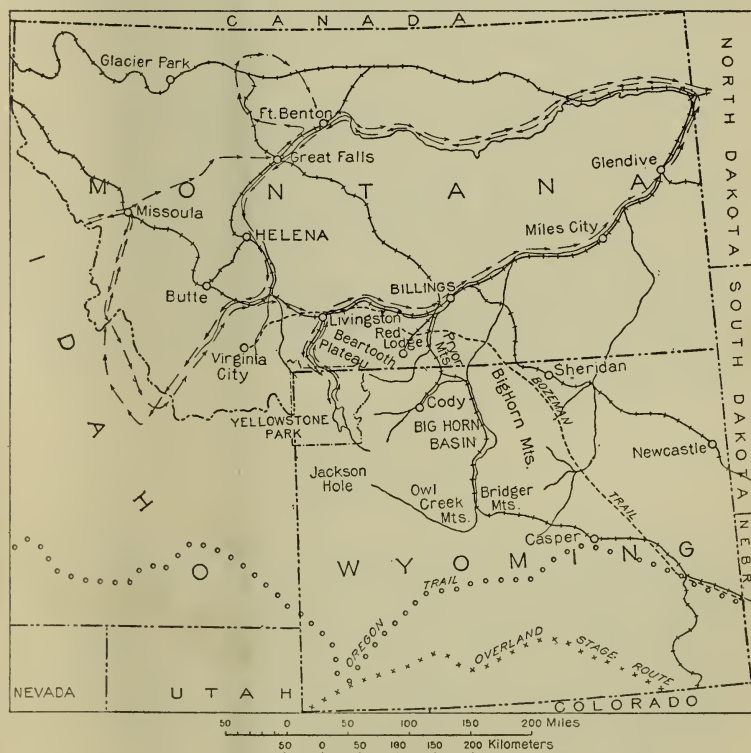 CANADA
Glacier Park
Ft. Benton
Great Falls
NORTH DAKOTA
Glendive
MONTANA
Missoula
HELENA
Miles City
Butte
BILLINGS
Livingston
Red Lodge
Beartooth Plateau
Pryor Mts.
Virginia City
SOUTH DAKOTA
IDAHO
Sheridan
BOZEMAN TRAIL
BigHorn Mts.
Cody
YELLOWSTONE PARK
BIG HORN BASIN
Newcastle
Jackson Hole
Owl Creek Mts.
Bridger Mts.
NEBR
Casper
WYOMING
OREGON TRAIL
OVERLAND STAGE ROUTE
NEVADA
UTAH
COLORADO
50 0 50 100 150 200 Miles
50 0 50 100 150 200 Kilometers